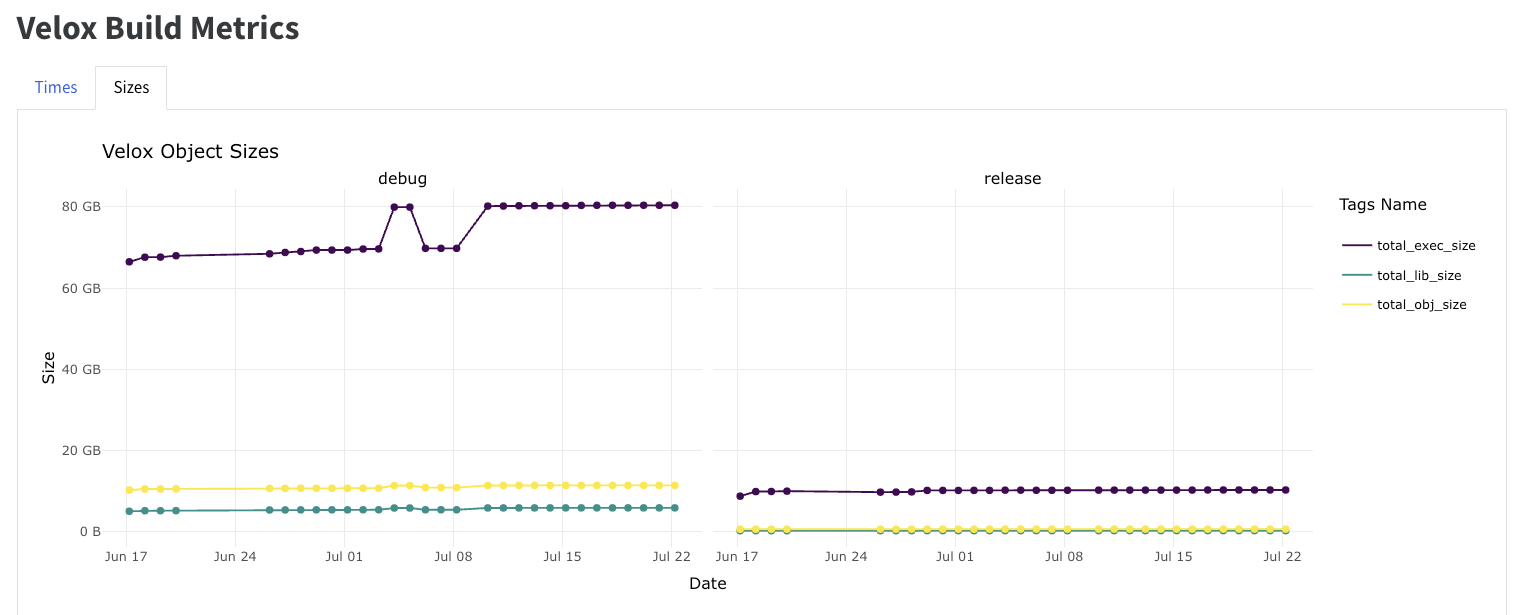 Velox Build Metrics
Times
Sizes
Velox Object Sizes
debug
release
Tags Name
total_exec_size
total_lib_size
total_obj_size
Size
80 GB
60 GB
40 GB
20 GB
0 B
Jun 17 Jun 24 Jul 01 Jul 08 Jul 15 Jul 22
Jun 17 Jun 24 Jul 01 Jul 08 Jul 15 Jul 22
Date